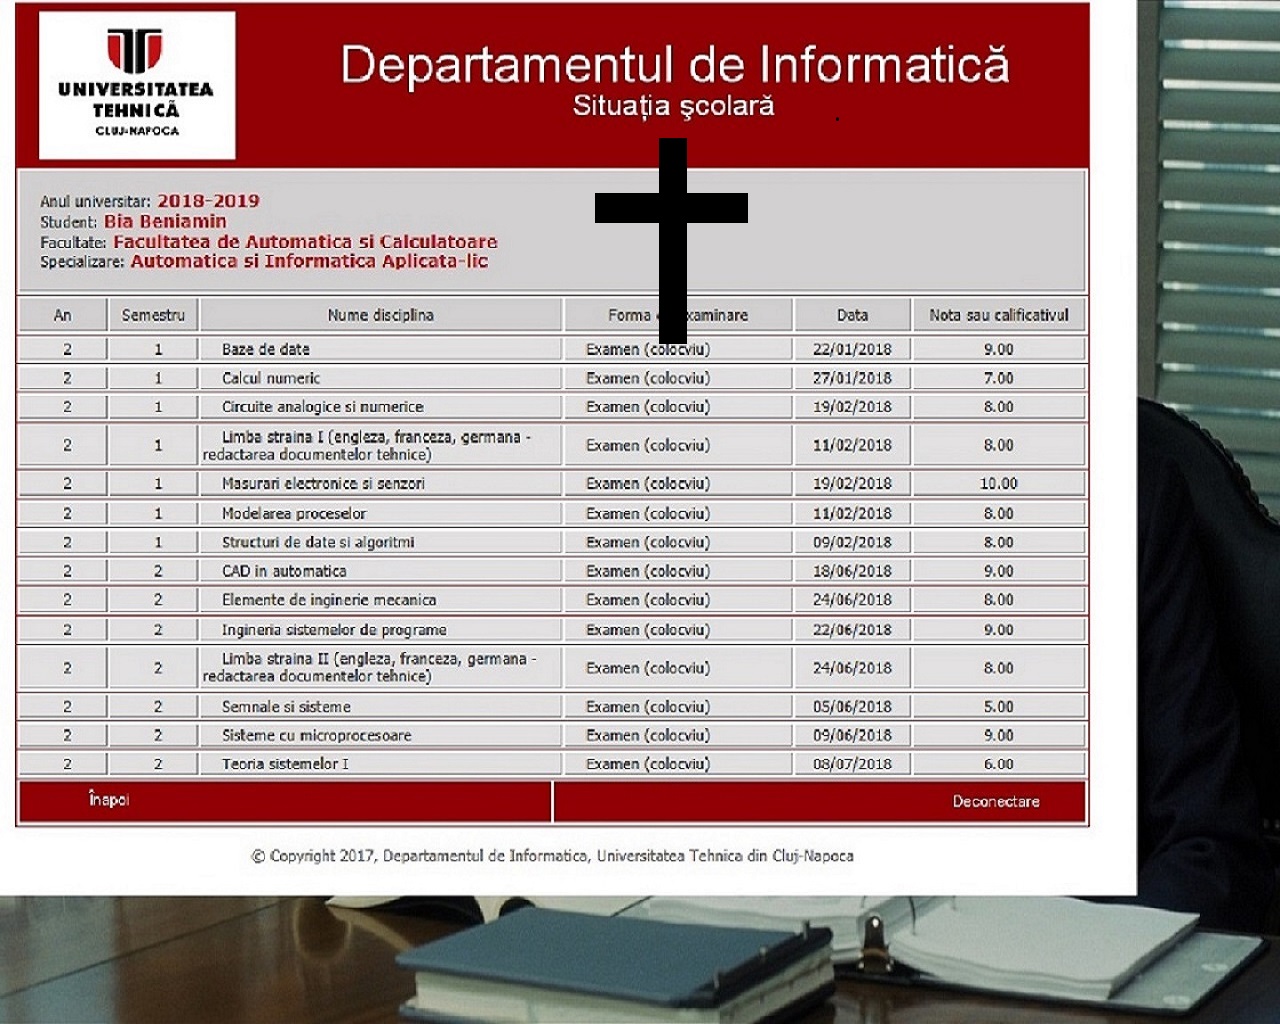 UNIVERSITATEA
TEHNICĂ
CLUJ-NAPOCA
Departamentul de Informatică
Situația şcolară
Anul universitar: 2018-2019
Student: Bia Beniamin
Facultate: Facultatea de Automatica si Calculatoare
Specializare: Automatica si Informatica Aplicata-lic
An Semestru Nume disciplina Forma xaminare Data Nota sau calificativul
2 1 Baze de date Examen (colocviu) 22/01/2018 9.00
2 1 Calcul numeric Examen (colocviu) 27/01/2018 7.00
2 1 Circuite analogice si numerice Examen (colocviu) 19/02/2018 8.00
2 1 Limba straina I (engleza, franceza, germana -
redactarea documentelor tehnice) Examen (colocviu) 11/02/2018 8.00
2 1 Masurari electronice si senzori Examen (colocviu) 19/02/2018 10.00
2 1 Modelarea proceselor Examen (colocviu) 11/02/2018 8.00
2 1 Structuri de date si algoritmi Examen (colocviu) 09/02/2018 8.00
2 2 CAD in automatica Examen (colocviu) 18/06/2018 9.00
2 2 Elemente de inginerie mecanica Examen (colocviu) 24/06/2018 8.00
2 2 Ingineria sistemelor de programe Examen (colocviu) 22/06/2018 9.00
2 2 Limba straina II (engleza, franceza, germana -
redactarea documentelor tehnice) Examen (colocviu) 24/06/2018 8.00
2 2 Semnale si sisteme Examen (colocviu) 05/06/2018 5.00
2 2 Sisteme cu microprocesoare Examen (colocviu) 09/06/2018 9.00
2 2 Teoria sistemelor I Examen (colocviu) 08/07/2018 6.00
Înapoi Deconectare
© Copyright 2017, Departamentul de Informatica, Universitatea Tehnica din Cluj-Napoca